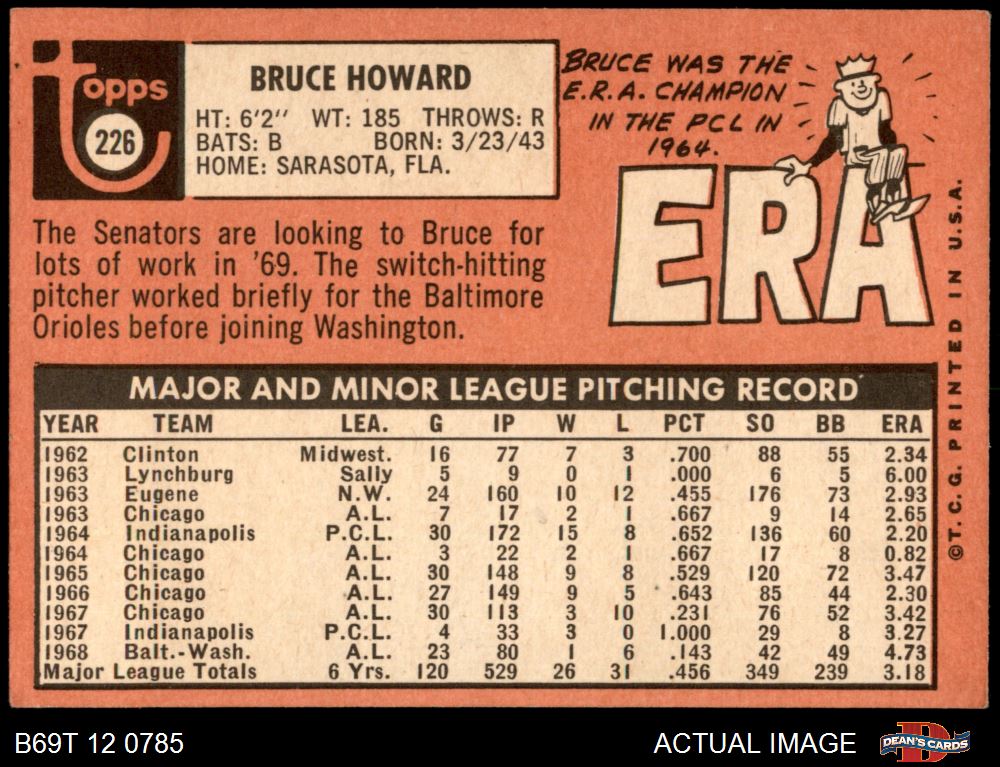 Topps
226
BRUCE HOWARD
HT: 6'2" WT: 185 THROWS: R
BATS: B BORN: 3/23/43
HOME: SARASOTA, FLA.
BRUCE WAS THE
E.R.A. CHAMPION
IN THE PCL IN
1964.
ERA
The Senators are looking to Bruce for
lots of work in '69. The switch-hitting
pitcher worked briefly for the Baltimore
Orioles before joining Washington.
MAJOR AND MINOR LEAGUE PITCHING RECORD
YEAR TEAM LEA. G IP W L PCT SO BB ERA
1962 Clinton Midwest. 16 77 7 3 .700 88 55 2.34
1963 Lynchburg Sally 5 9 0 1 .000 6 5 6.00
1963 Eugene N.W. 24 160 10 12 .455 176 73 2.93
1963 Chicago A.L. 7 17 2 1 .667 9 14 2.65
1964 Indianapolis P.C.L. 30 172 15 8 .652 136 60 2.20
1964 Chicago A.L. 3 22 2 1 .667 17 8 0.82
1965 Chicago A.L. 30 148 9 8 .529 120 72 3.47
1966 Chicago A.L. 27 149 9 5 .643 85 44 2.30
1967 Chicago A.L. 30 113 3 10 .231 76 52 3.42
1967 Indianapolis P.C.L. 4 33 3 0 1.000 29 8 3.27
1968 Balt.-Wash. A.L. 23 80 1 6 .143 42 49 4.73
Major League Totals 6 Yrs. 120 529 26 31 .456 349 239 3.18
©T.C.G. PRINTED IN U.S.A.
B69T 12 0785
ACTUAL IMAGE
D
DEAN'S CARDS